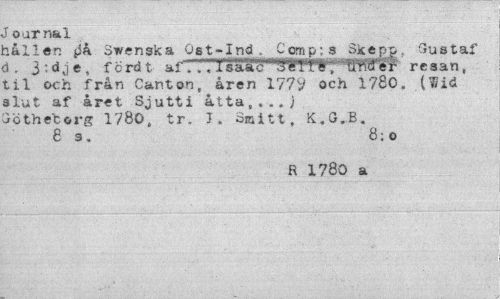 Journal
hållen på Swenska Ost-Ind. Comp:s Skepp, Gustaf
d. 3:dje, fördt af...Isaac Selle, under resan,
til och från Canton, åren 1779 och 1780. (Wid
slut af året Sjutti åtta,...)
Götheborg 1780, tr. I. Smitt, K.G.B.
8 s. 8:o
R 1780 a